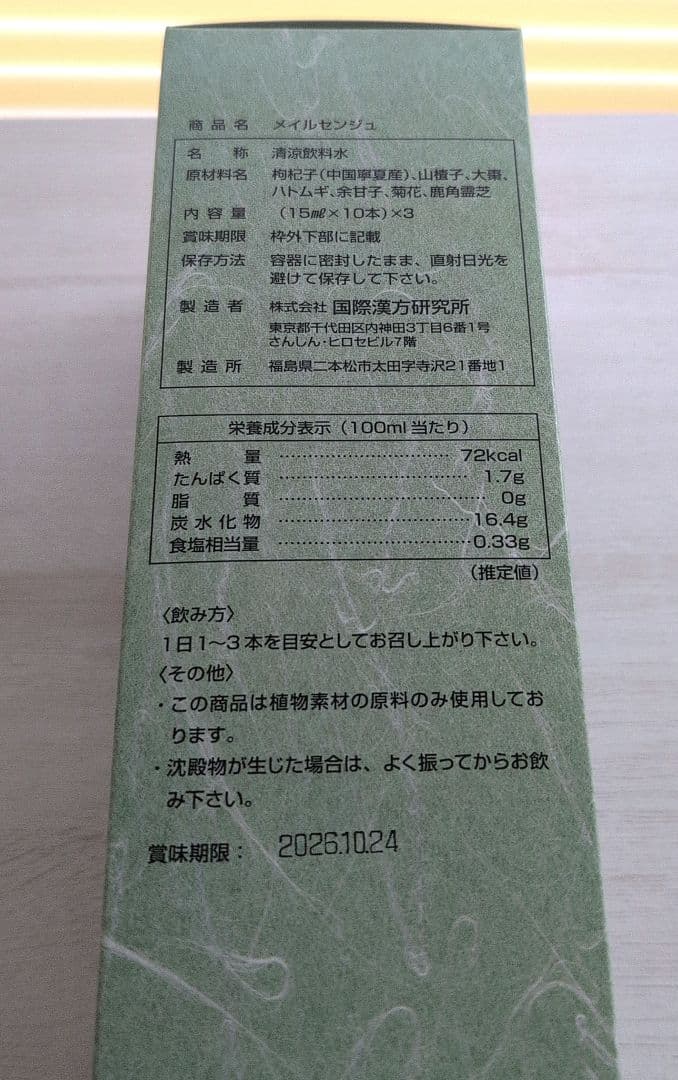 商品名 メイルセンジュ
名称 清涼飲料水
原材料名 枸杞子(中国寧夏産)、山樝子、大棗、
ハトムギ、余甘子、菊花、鹿角霊芝
内容量 (15㎖×10本)×3
賞味期限 枠外下部に記載
保存方法 容器に密封したまま、直射日光を
避けて保存して下さい。
製造者 株式会社 国際漢方研究所
東京都千代田区内神田3丁目6番1号
さんしん・ヒロセビル7階
製造所 福島県二本松市太田字寺沢21番地1
栄養成分表示(100ml当たり)
熱量 ……………………… 72kcal
たんぱく質 ……………………… 1.7g
脂質 ……………………… 0g
炭水化物 ……………………… 16.4g
食塩相当量 ……………………… 0.33g
(推定値)
〈飲み方〉
1日1〜3本を目安としてお召し上がり下さい。
〈その他〉
・この商品は植物素材の原料のみ使用してお
ります。
・沈殿物が生じた場合は、よく振ってからお飲
み下さい。
賞味期限: 2026.10.24